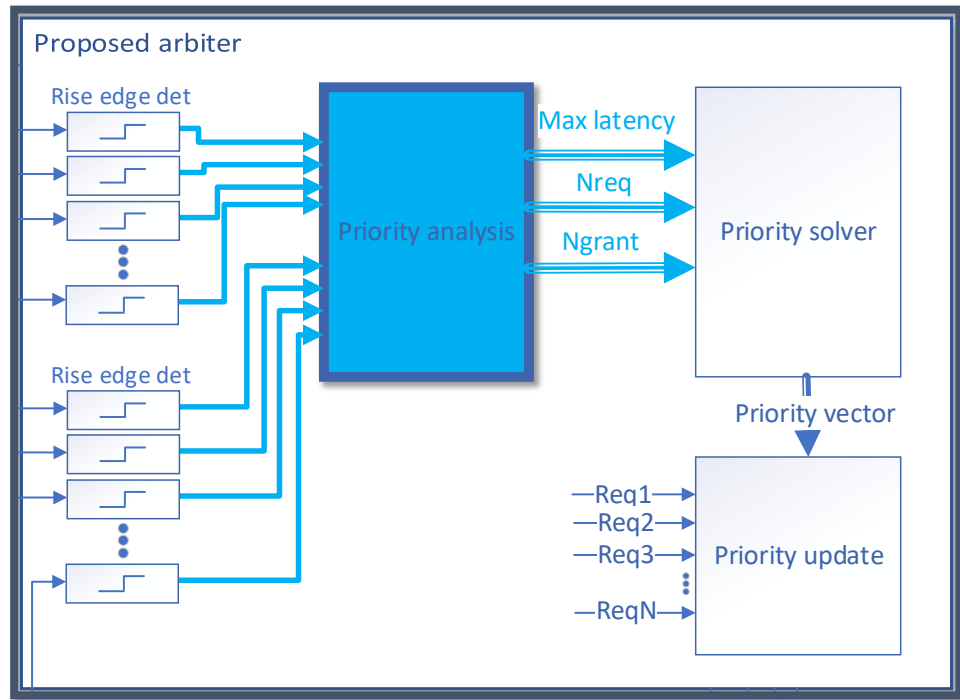 Proposed arbiter
Rise edge det
Max latency
Nreq
Priority analysis
Priority solver
Ngrant
Rise edge det
Priority vector
Req1
Req2
Req3
Priority update
ReqN